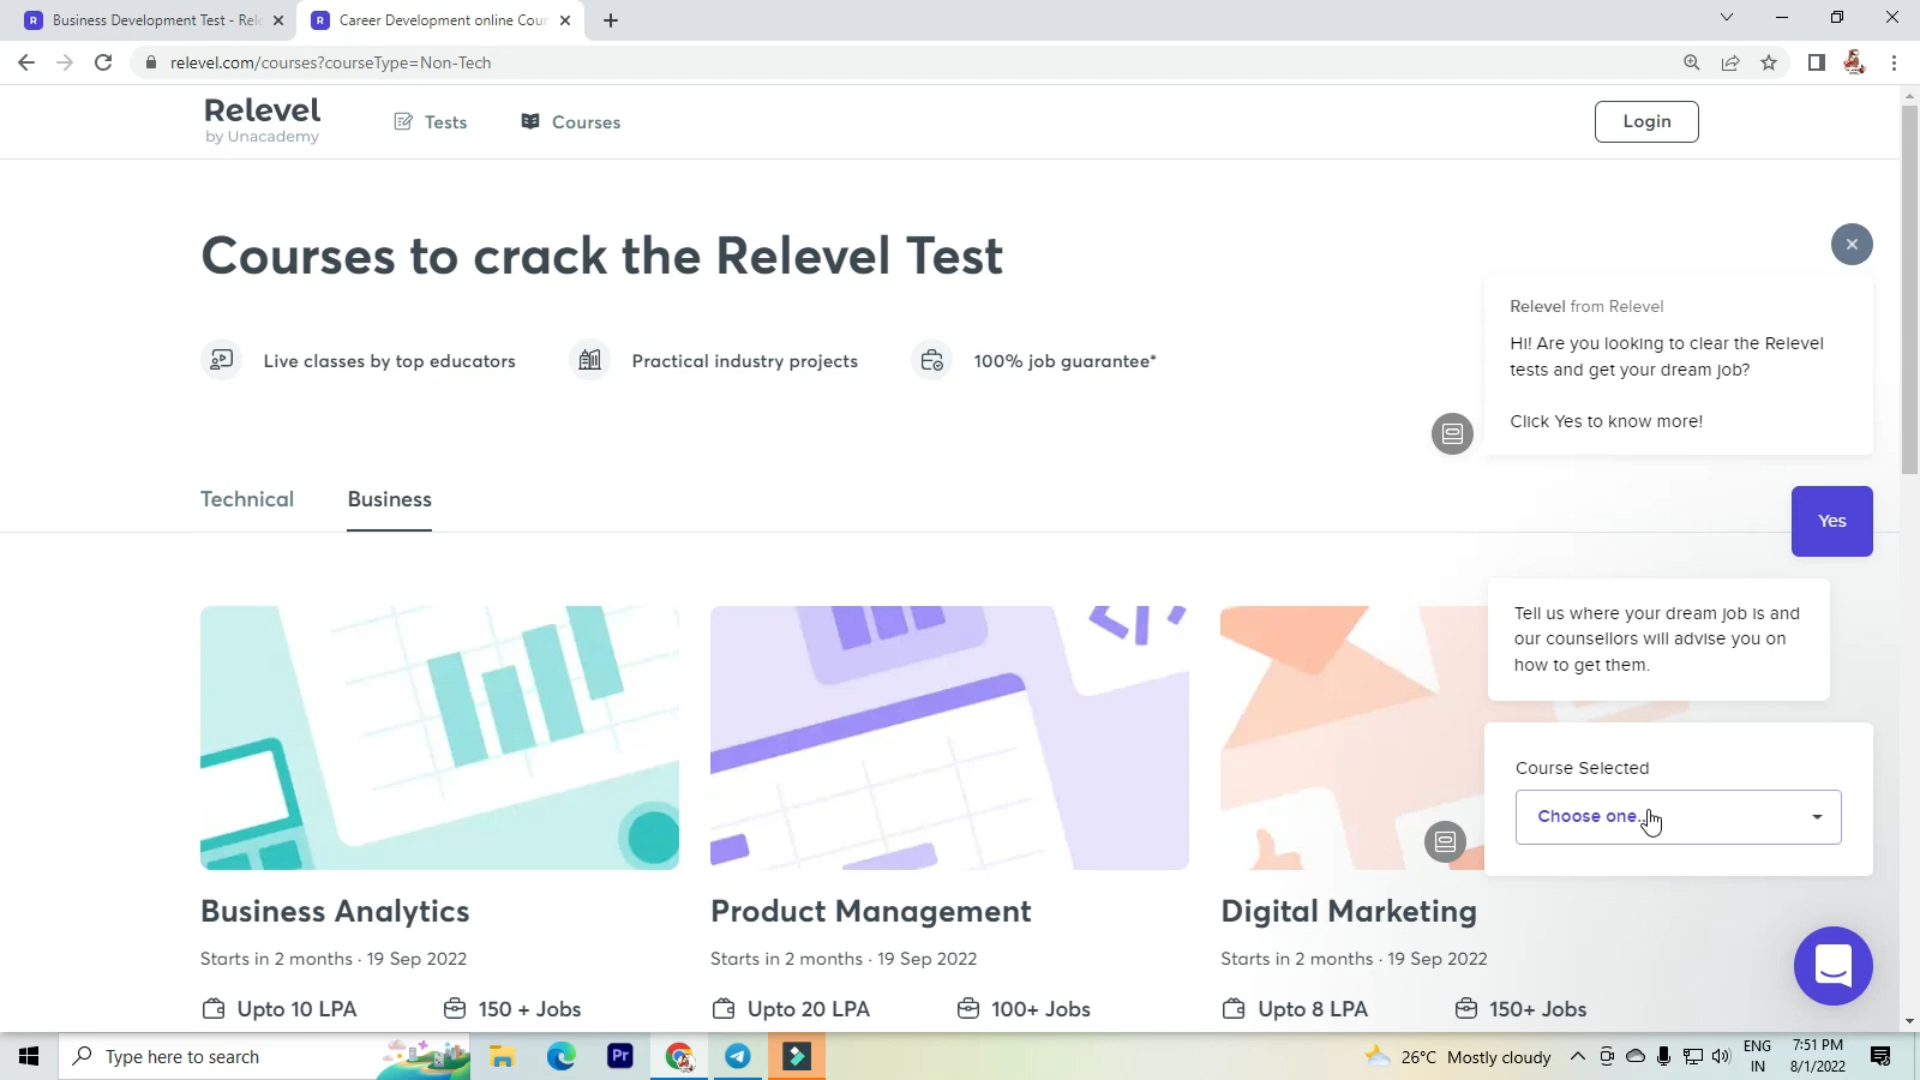 Business Development Test - Rele
Career Development online Cour
relevel.com/courses?courseType=Non-Tech
Relevel
by Unacademy
Tests
Courses
Login
Courses to crack the Relevel Test
Live classes by top educators
Practical industry projects
100% job guarantee*
Relevel from Relevel
Hi! Are you looking to clear the Relevel
tests and get your dream job?
Click Yes to know more!
Technical
Business
Yes
Tell us where your dream job is and
our counsellors will advise you on
how to get them.
Course Selected
Choose one...
Business Analytics
Starts in 2 months · 19 Sep 2022
Upto 10 LPA
150 + Jobs
Product Management
Starts in 2 months · 19 Sep 2022
Upto 20 LPA
100+ Jobs
Digital Marketing
Starts in 2 months · 19 Sep 2022
Upto 8 LPA
150+ Jobs
Type here to search
Pr
26°C Mostly cloudy
ENG
IN
7:51 PM
8/1/2022